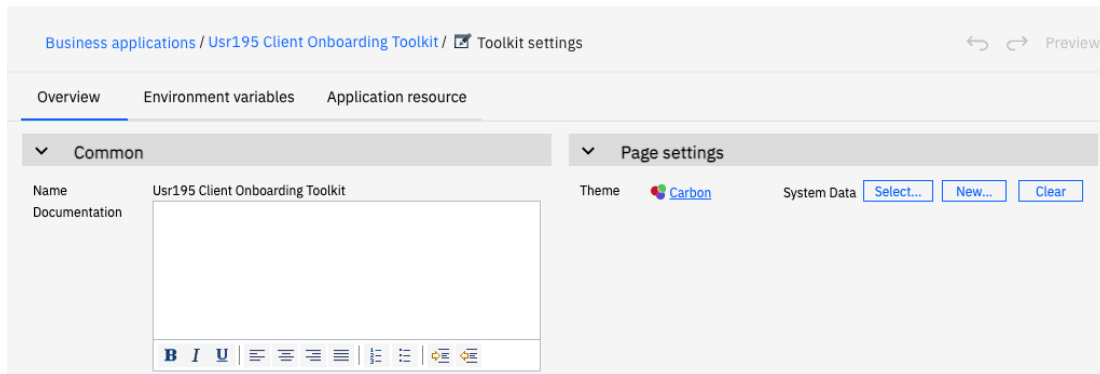 Business applications / Usr195 Client Onboarding Toolkit / Toolkit settings
Preview
Overview Environment variables Application resource
Common
Name Usr195 Client Onboarding Toolkit
Documentation
B I U
Page settings
Theme Carbon System Data Select... New... Clear